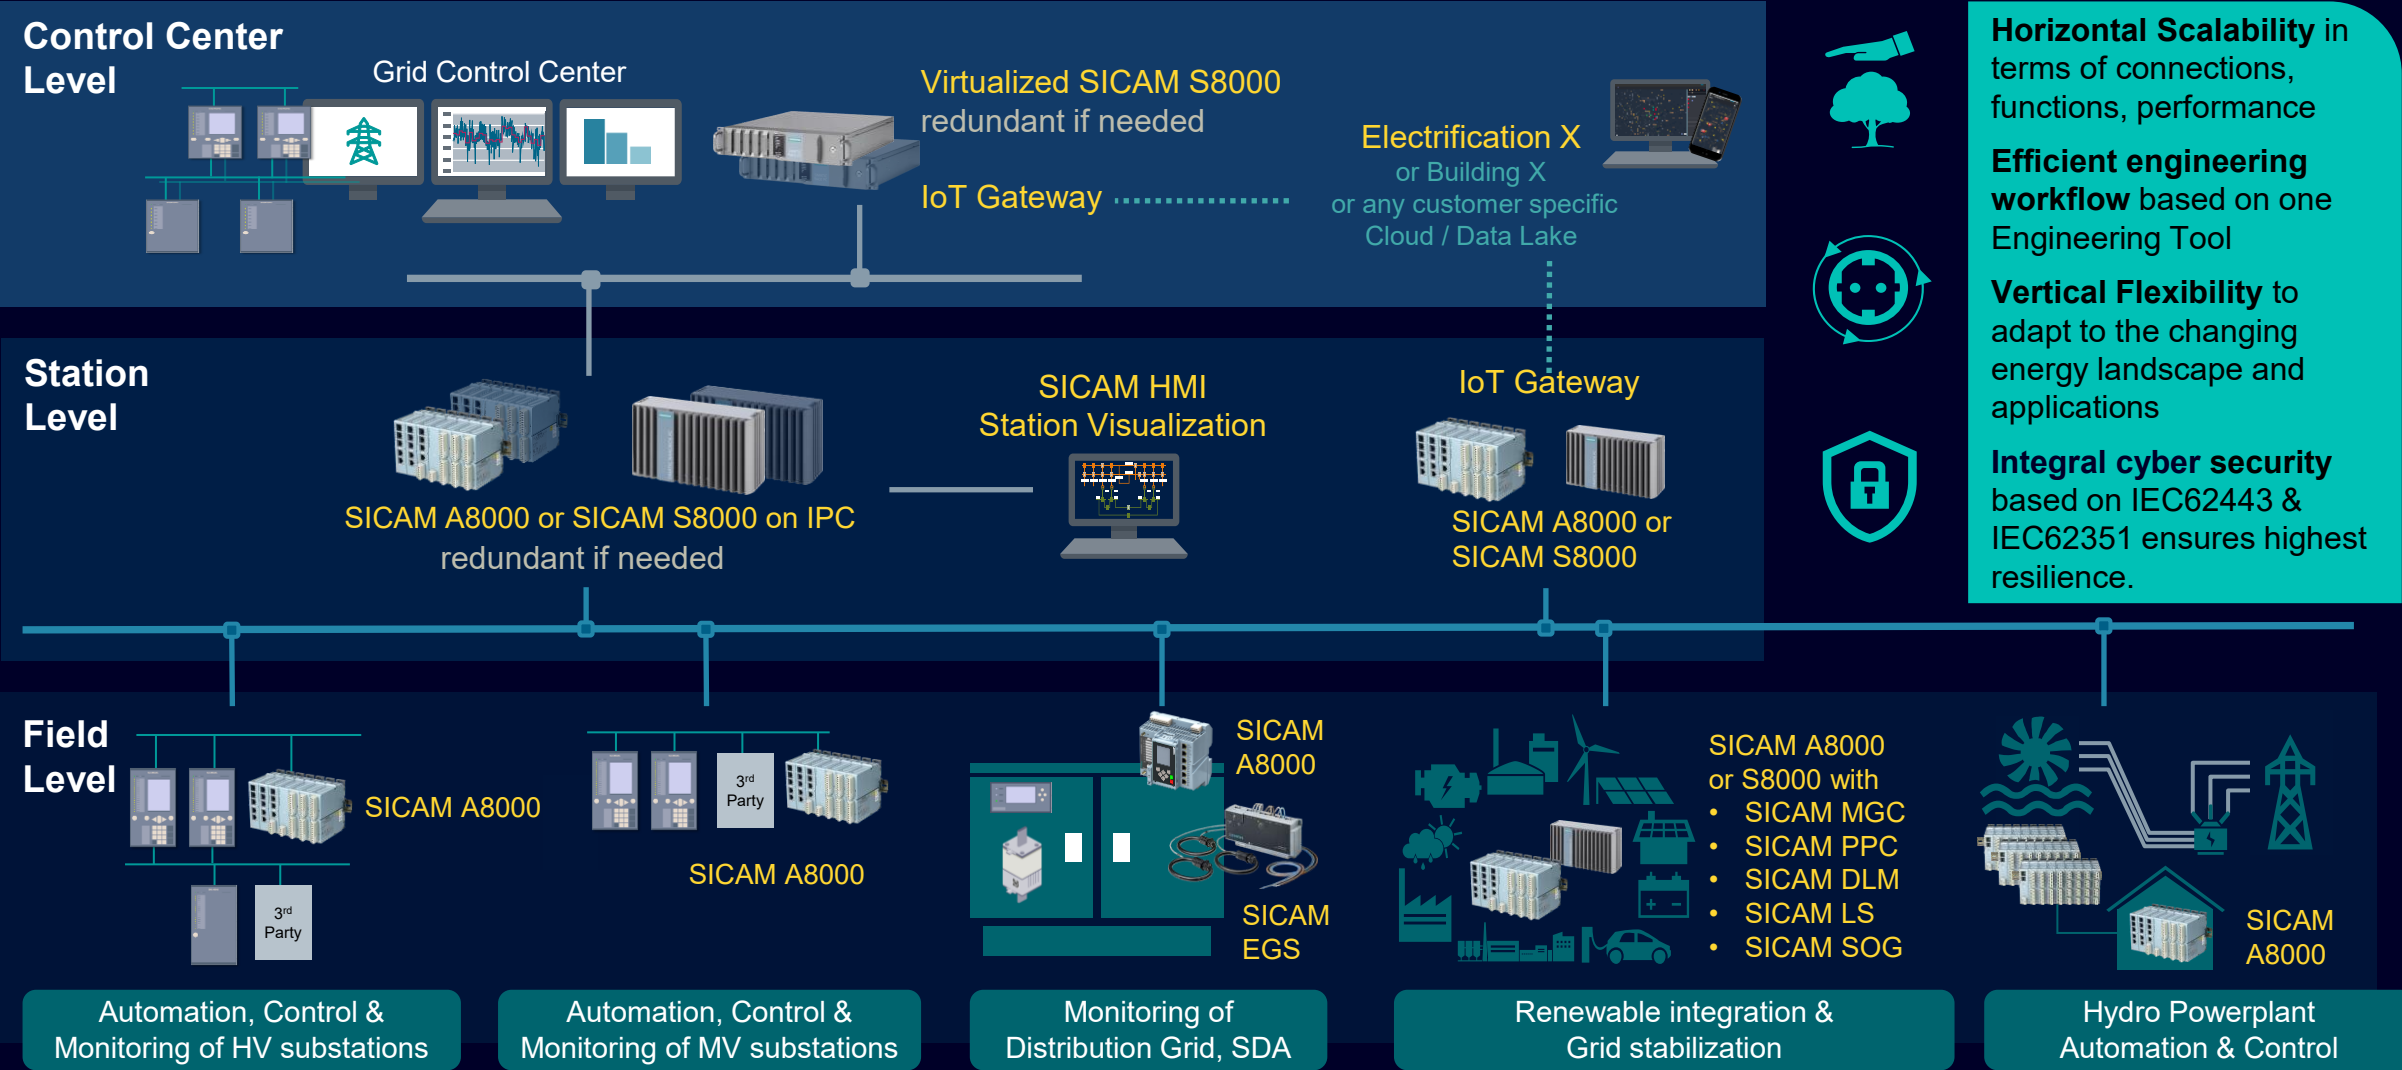 Control Center
Level
Grid Control Center
Virtualized SICAM S8000
redundant if needed
IoT Gateway
Electrification X
or Building X
or any customer specific
Cloud / Data Lake
Horizontal Scalability in
terms of connections,
functions, performance
Efficient engineering
workflow based on one
Engineering Tool
Vertical Flexibility to
adapt to the changing
energy landscape and
applications
Integral cyber security
based on IEC62443 &
IEC62351 ensures highest
resilience.
Station
Level
SICAM A8000 or SICAM S8000 on IPC
redundant if needed
SICAM HMI
Station Visualization
IoT Gateway
SICAM A8000 or
SICAM S8000
Field
Level
SICAM A8000
3rd
Party
3rd
Party
SICAM A8000
SICAM
A8000
SICAM
EGS
SICAM A8000
or S8000 with
• SICAM MGC
• SICAM PPC
• SICAM DLM
• SICAM LS
• SICAM SOG
SICAM
A8000
Automation, Control &
Monitoring of HV substations
Automation, Control &
Monitoring of MV substations
Monitoring of
Distribution Grid, SDA
Renewable integration &
Grid stabilization
Hydro Powerplant
Automation & Control